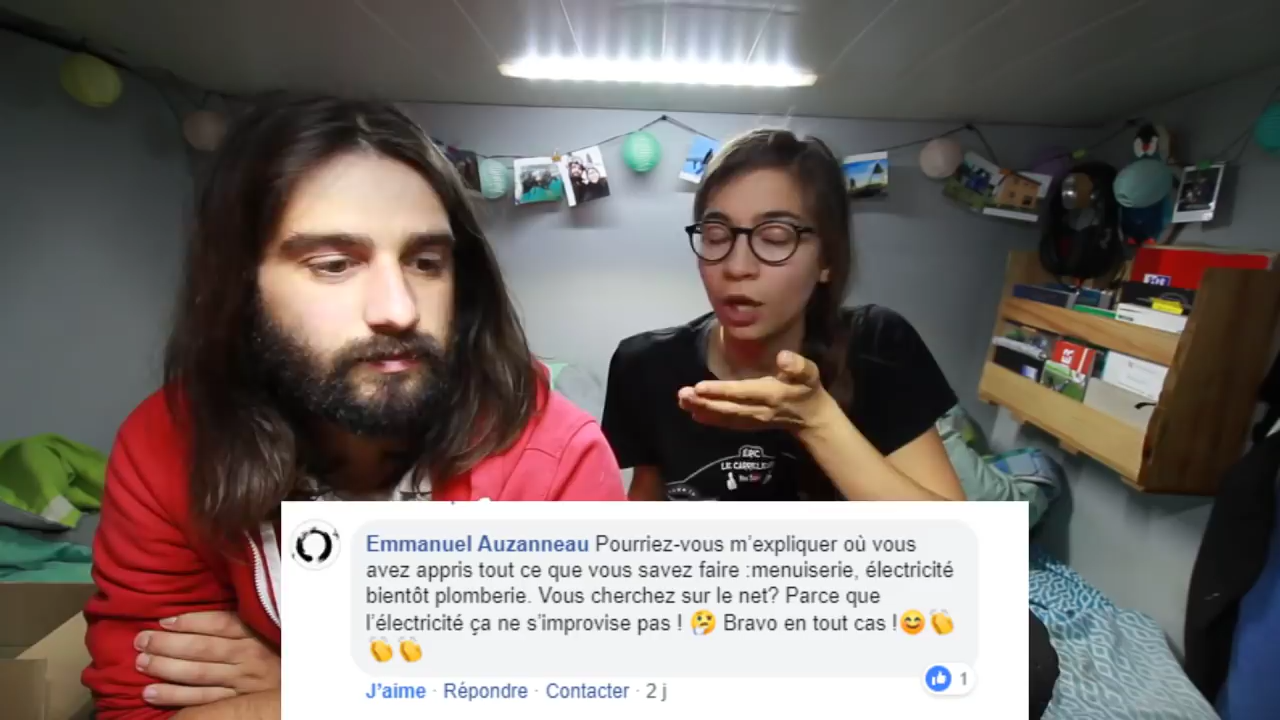 ERC
LE CARRELEUR
Emmanuel Auzanneau Pourriez-vous m'expliquer où vous
avez appris tout ce que vous savez faire :menuiserie, électricité
bientôt plomberie. Vous cherchez sur le net? Parce que
l'électricité ça ne s'improvise pas ! 🤔 Bravo en tout cas !😊👏
👏👏
J'aime · Répondre · Contacter · 2 j
1